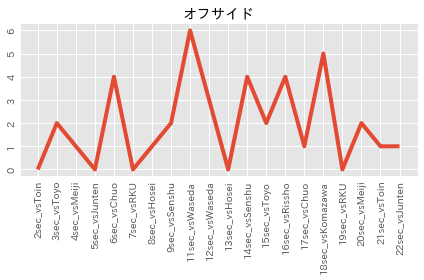 オフサイド
6
5
4
3
2
1
0
2sec_vsToin
3sec_vsToyo
4sec_vsMeiji
5sec_vsJunten
6sec_vsChuo
7sec_vsRKU
8sec_vsHosei
9sec_vsSenshu
11sec_vsWaseda
12sec_vsWaseda
13sec_vsHosei
14sec_vsSenshu
15sec_vsToyo
16sec_vsRissho
17sec_vsChuo
18sec_vsKomazawa
19sec_vsRKU
20sec_vsMeiji
21sec_vsToin
22sec_vsJunten